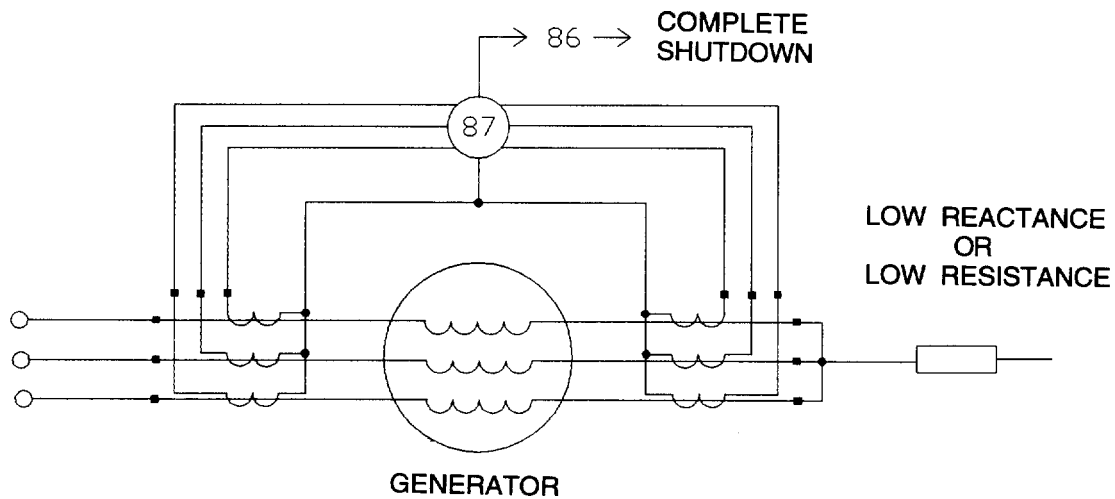 COMPLETE
86
SHUTDOWN
87
LOW REACTANCE
OR
LOW RESISTANCE
GENERATOR